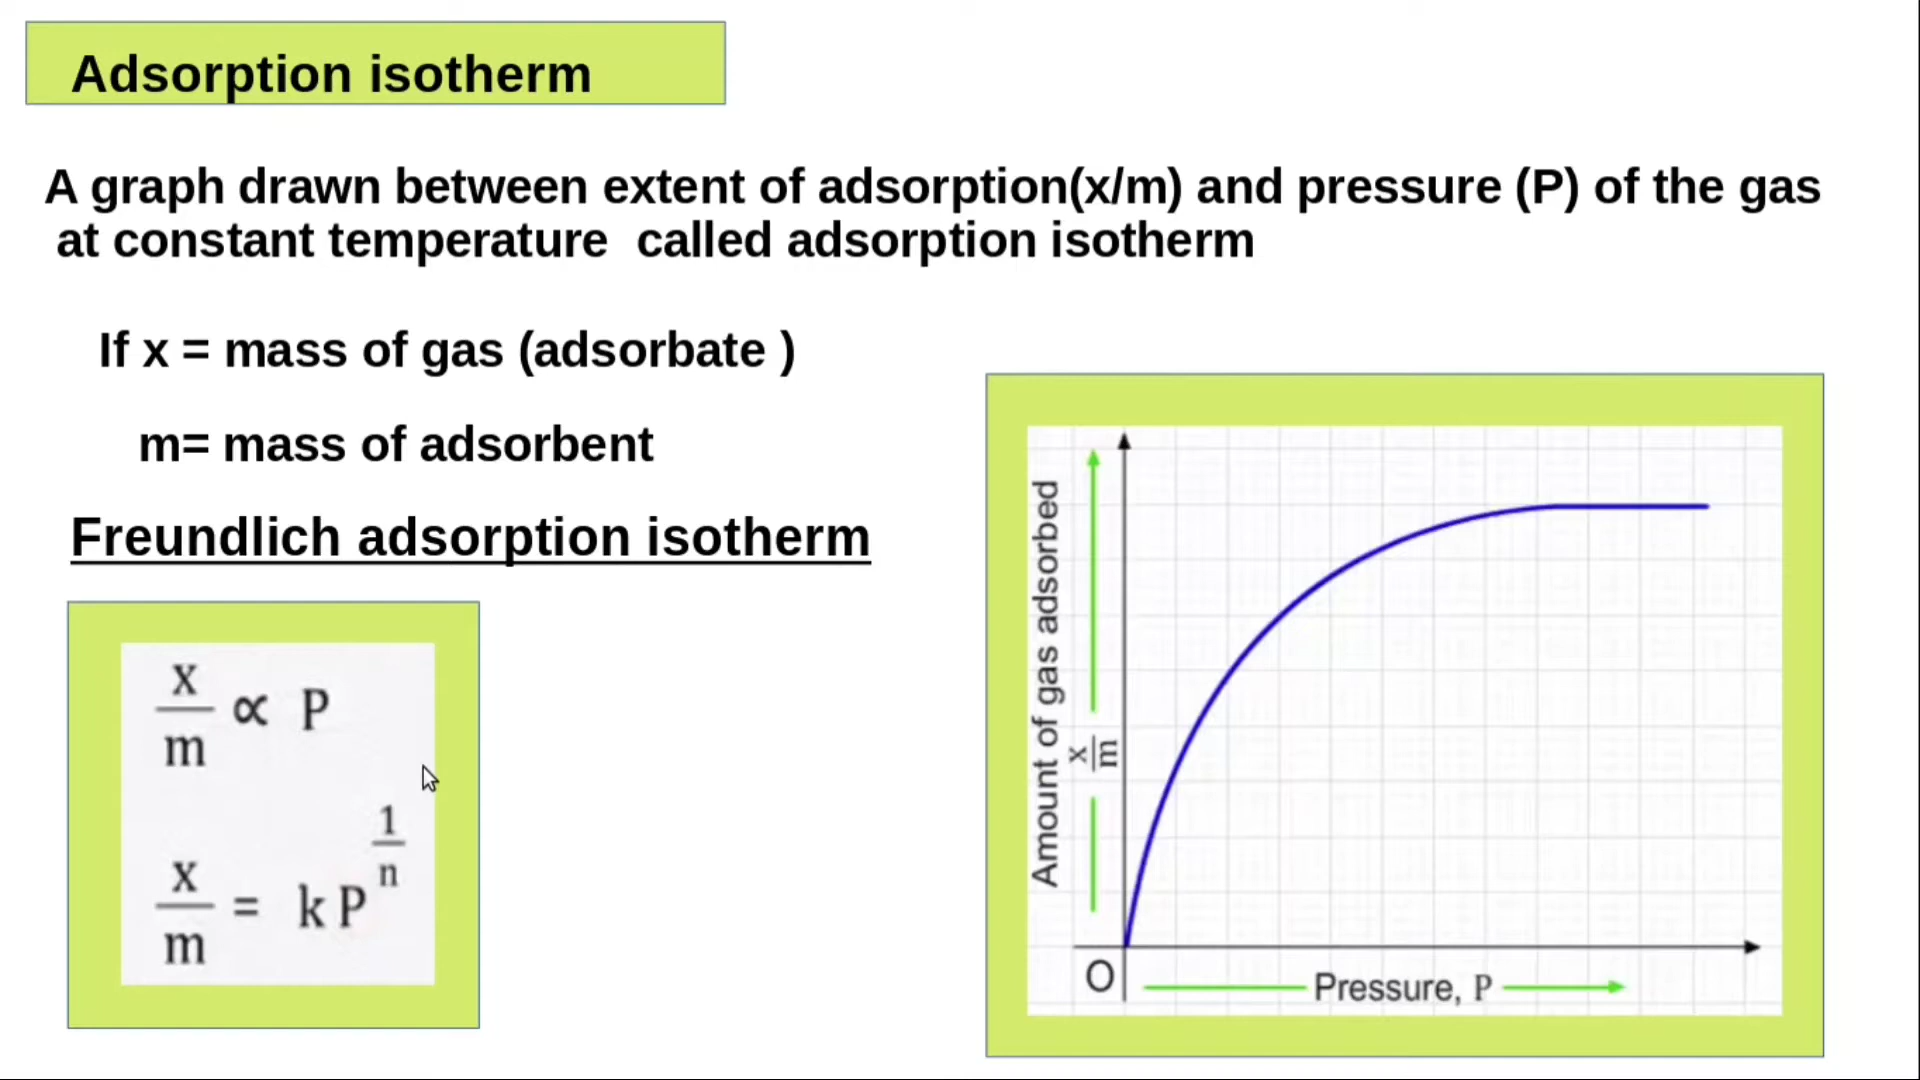 Adsorption isotherm
A graph drawn between extent of adsorption(x/m) and pressure (P) of the gas
at constant temperature called adsorption isotherm
If x = mass of gas (adsorbate )
m= mass of adsorbent
Freundlich adsorption isotherm
x/m ∝ P
x/m = k P^(1/n)
Amount of gas adsorbed
x/m
O
Pressure, P